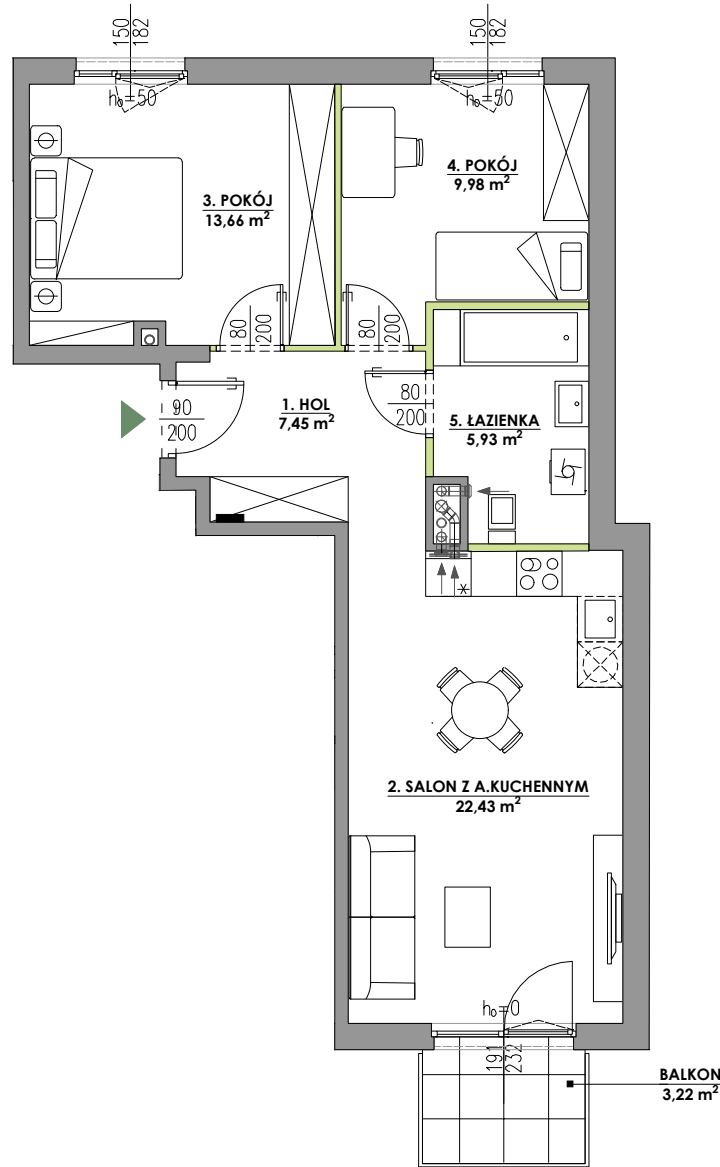 150
182
150
182
h₀=50
h₀=50
3. POKÓJ
13,66 m²
4. POKÓJ
9,98 m²
80
200
80
200
90
200
1. HOL
7,45 m²
80
200
5. ŁAZIENKA
5,93 m²
*
2. SALON Z A.KUCHENNYM
22,43 m²
h₀=0
191
232
BALKON
3,22 m²